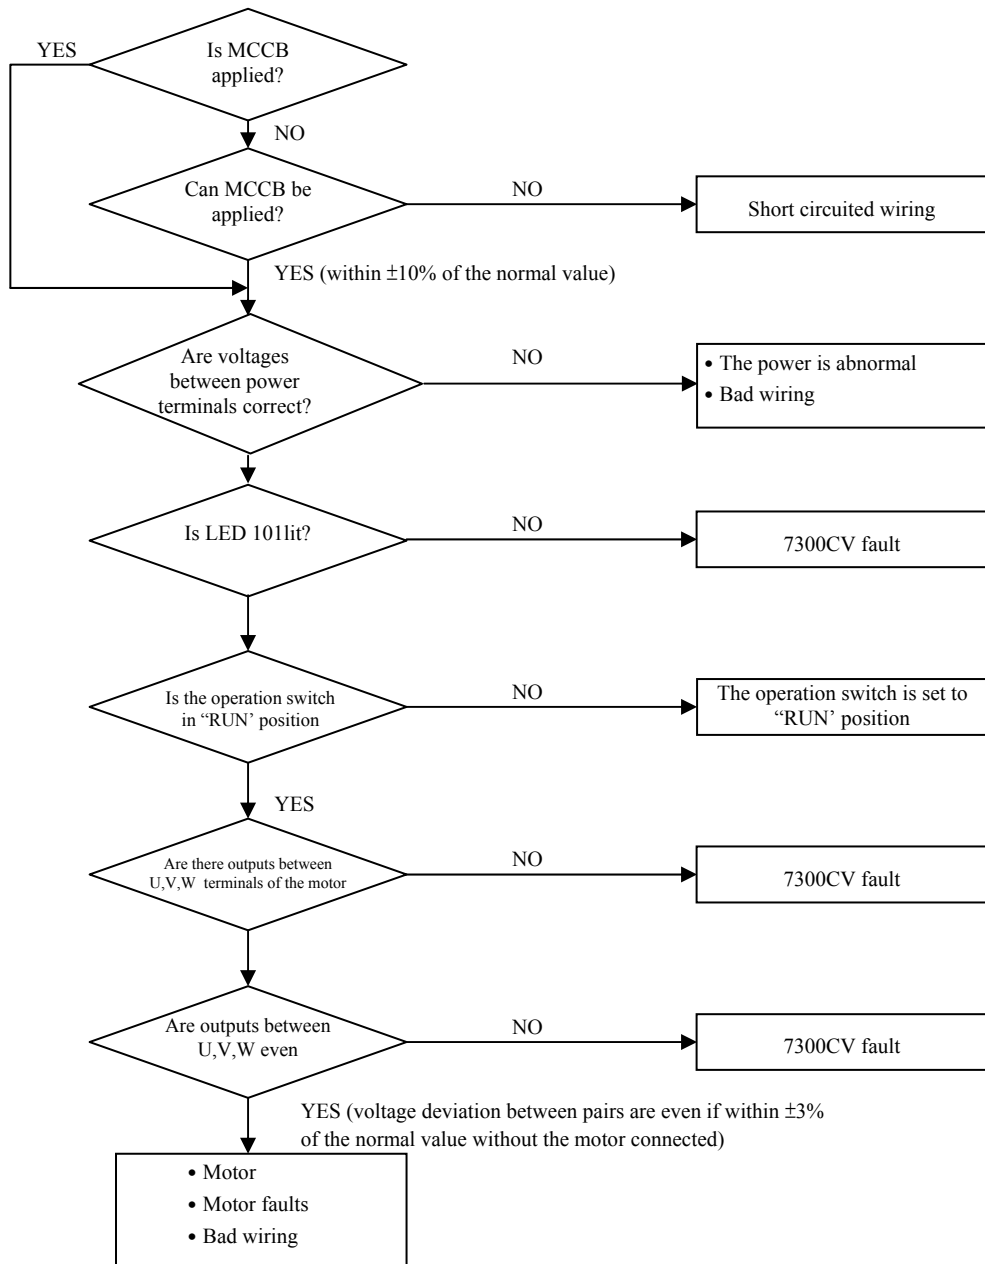 YES
Is MCCB
applied?
NO
Can MCCB be
applied?
NO
Short circuited wiring
YES (within ±10% of the normal value)
Are voltages
between power
terminals correct?
NO
• The power is abnormal
• Bad wiring
Is LED 101lit?
NO
7300CV fault
Is the operation switch
in “RUN’ position
NO
The operation switch is set to
“RUN’ position
YES
Are there outputs between
U,V,W terminals of the motor
NO
7300CV fault
Are outputs between
U,V,W even
NO
7300CV fault
YES (voltage deviation between pairs are even if within ±3%
of the normal value without the motor connected)
• Motor
• Motor faults
• Bad wiring